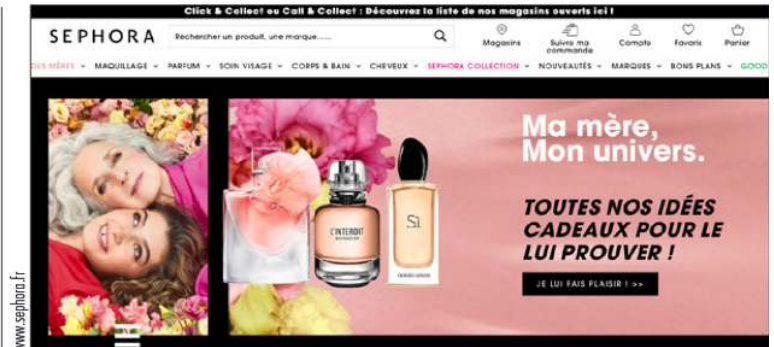 Click & Collect ou Call & Collect : Découvrez la liste de nos magasins ouverts ici !
SEPHORA
Rechercher un produit, une marque......
Magasins
Suivre ma
commande
Compte
Favoris
Panier
DES MÈRES
MAQUILLAGE
PARFUM
SOIN VISAGE
CORPS & BAIN
CHEVEUX
SEPHORA COLLECTION
NOUVEAUTÉS
MARQUES
BONS PLANS
GOOD
Ma mère,
Mon univers.
L'INTERDIT
GIVENCHY
Sì
GIORGIO ARMANI
TOUTES NOS IDÉES
CADEAUX POUR LE
LUI PROUVER !
JE LUI FAIS PLAISIR ! >>
www.sephora.fr